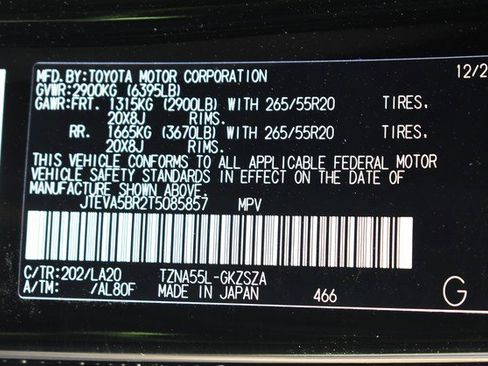 MFD.BY:TOYOTA MOTOR CORPORATION 12/2
GVWR:2900KG (6395LB)
GAWR:FRT. 1315KG (2900LB) WITH 265/55R20 TIRES,
20X8J RIMS.
RR. 1665KG (3670LB) WITH 265/55R20 TIRES,
20X8J RIMS.
THIS VEHICLE CONFORMS TO ALL APPLICABLE FEDERAL MOTOR
VEHICLE SAFETY STANDARDS IN EFFECT ON THE DATE OF
MANUFACTURE SHOWN ABOVE.
JTEVA5BR2T5085857 MPV
C/TR:202/LA20 TZNA55L-GKZSZA
A/TM: /AL80F MADE IN JAPAN 466 G